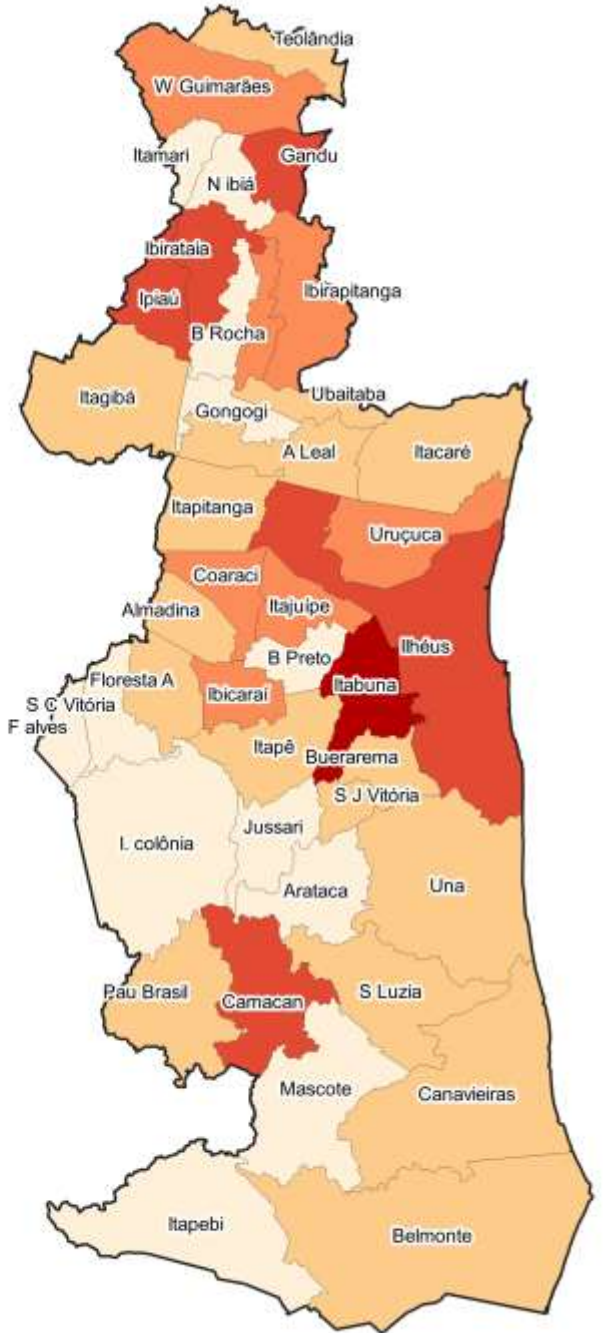 Teolândia
W Guimarães
Itamari
Gandu
N ibiá
Ibirataia
Ipiaú
Ibirapitanga
B Rocha
Itagibá
Ubaitaba
Gongogi
A Leal
Itacaré
Itapitanga
Uruçuca
Coaraci
Almadina
Itajuípe
Ilhéus
B Preto
Floresta A
Itabuna
S C Vitória
Ibicaraí
F alves
Itapê
Buerarema
S J Vitória
Jussari
I. colônia
Arataca
Una
Pau Brasil
Camacan
S Luzia
Mascote
Canavieiras
Itapebi
Belmonte